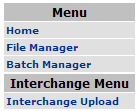 Menu
Home
File Manager
Batch Manager
Interchange Menu
Interchange Upload